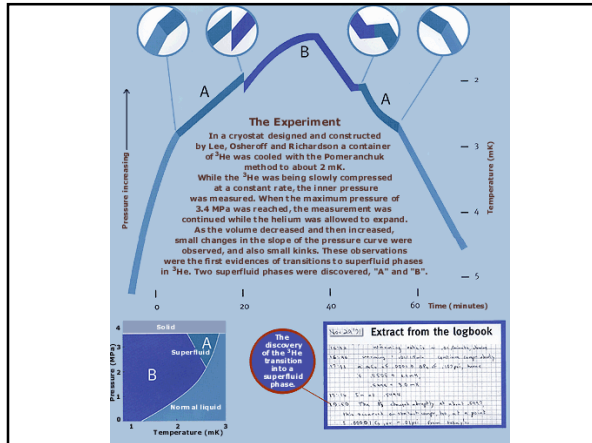 B
A
A
2
3
4
5
Pressure increasing
Temperature (mK)
The Experiment
In a cryostat designed and constructed
by Lee, Osheroff and Richardson a container
of ³He was cooled with the Pomeranchuk
method to about 2 mK.
While the ³He was being slowly compressed
at a constant rate, the inner pressure
was measured. When the maximum pressure of
3.4 MPa was reached, the measurement was
continued while the helium was allowed to expand.
As the volume decreased and then increased,
small changes in the slope of the pressure curve were
observed, and also small kinks. These observations
were the first evidences of transitions to superfluid phases
in ³He. Two superfluid phases were discovered, "A" and "B".
0 20 40 60 Time (minutes)
Solid
A
Superfluid
B
Normal liquid
Pressure (MPa)
4
3
2
1
0
1 2 3
Temperature (mK)
The
discovery
of the ³He
transition
into a
superfluid
phase.
Extract from the logbook